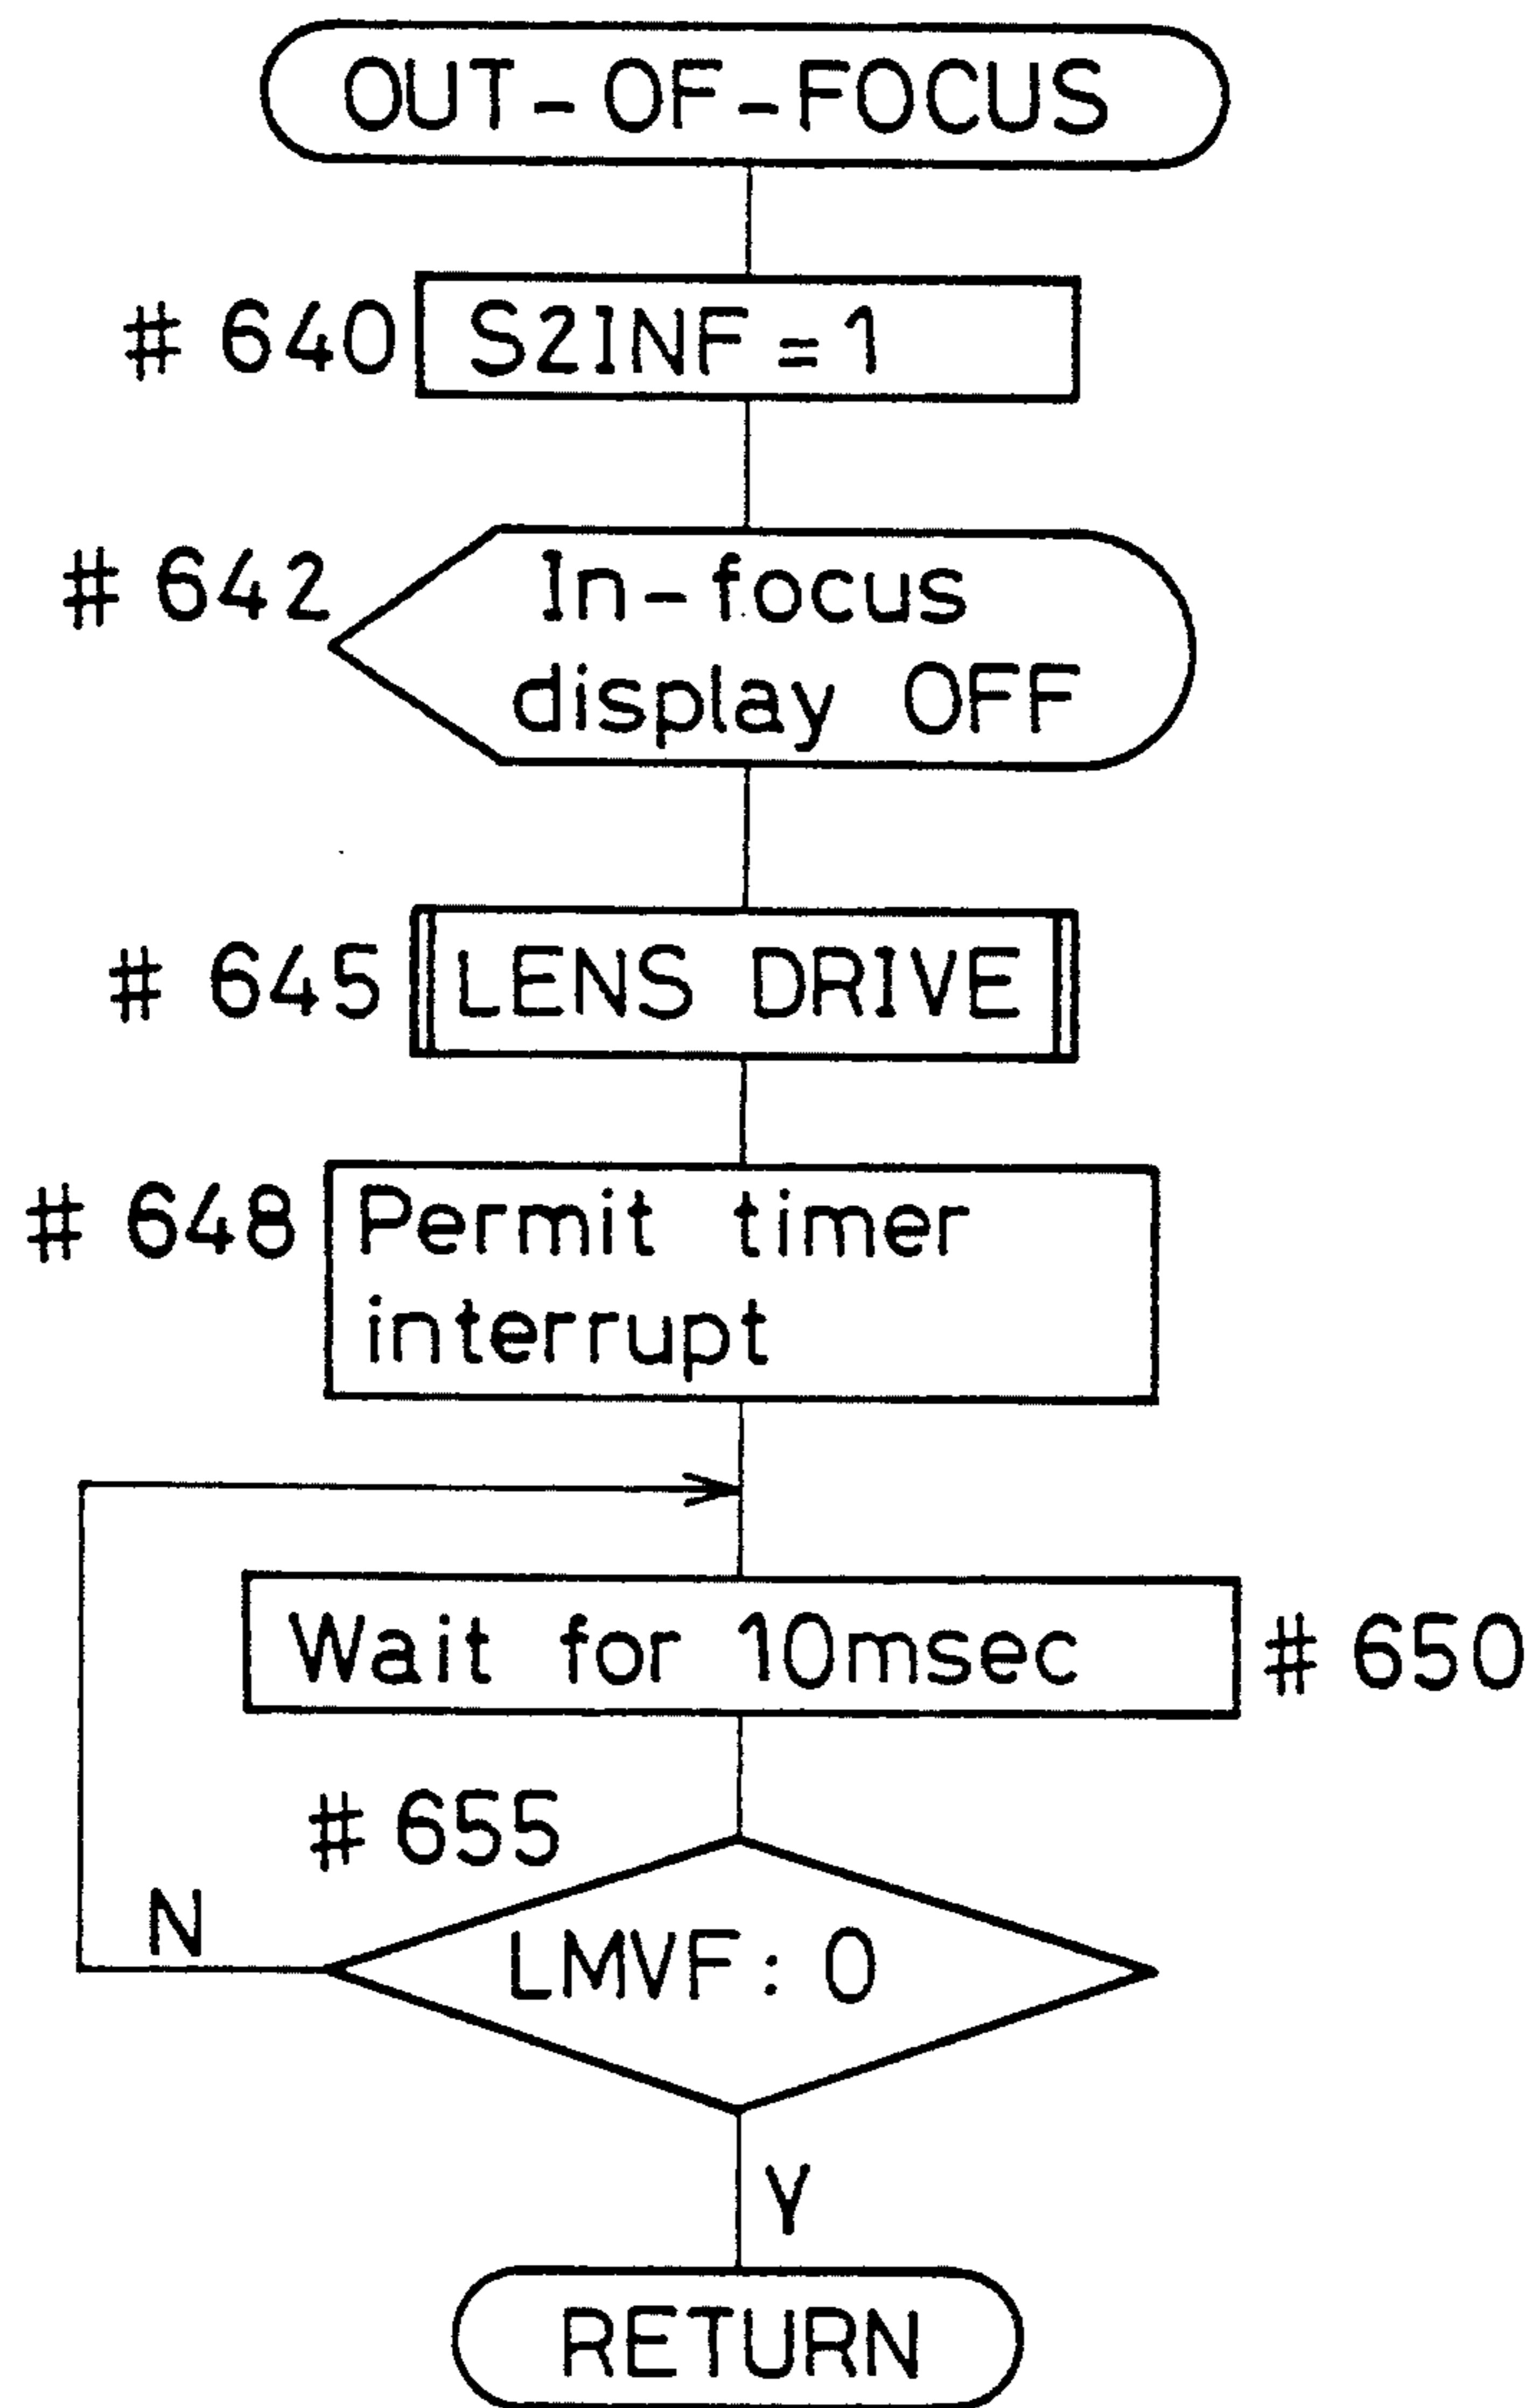 OUT-OF-FOCUS
# 640 S2INF=1
# 642 In-focus
display OFF
# 645 LENS DRIVE
# 648 Permit timer
interrupt
Wait for 10msec # 650
# 655
N
LMVF: 0
Y
RETURN